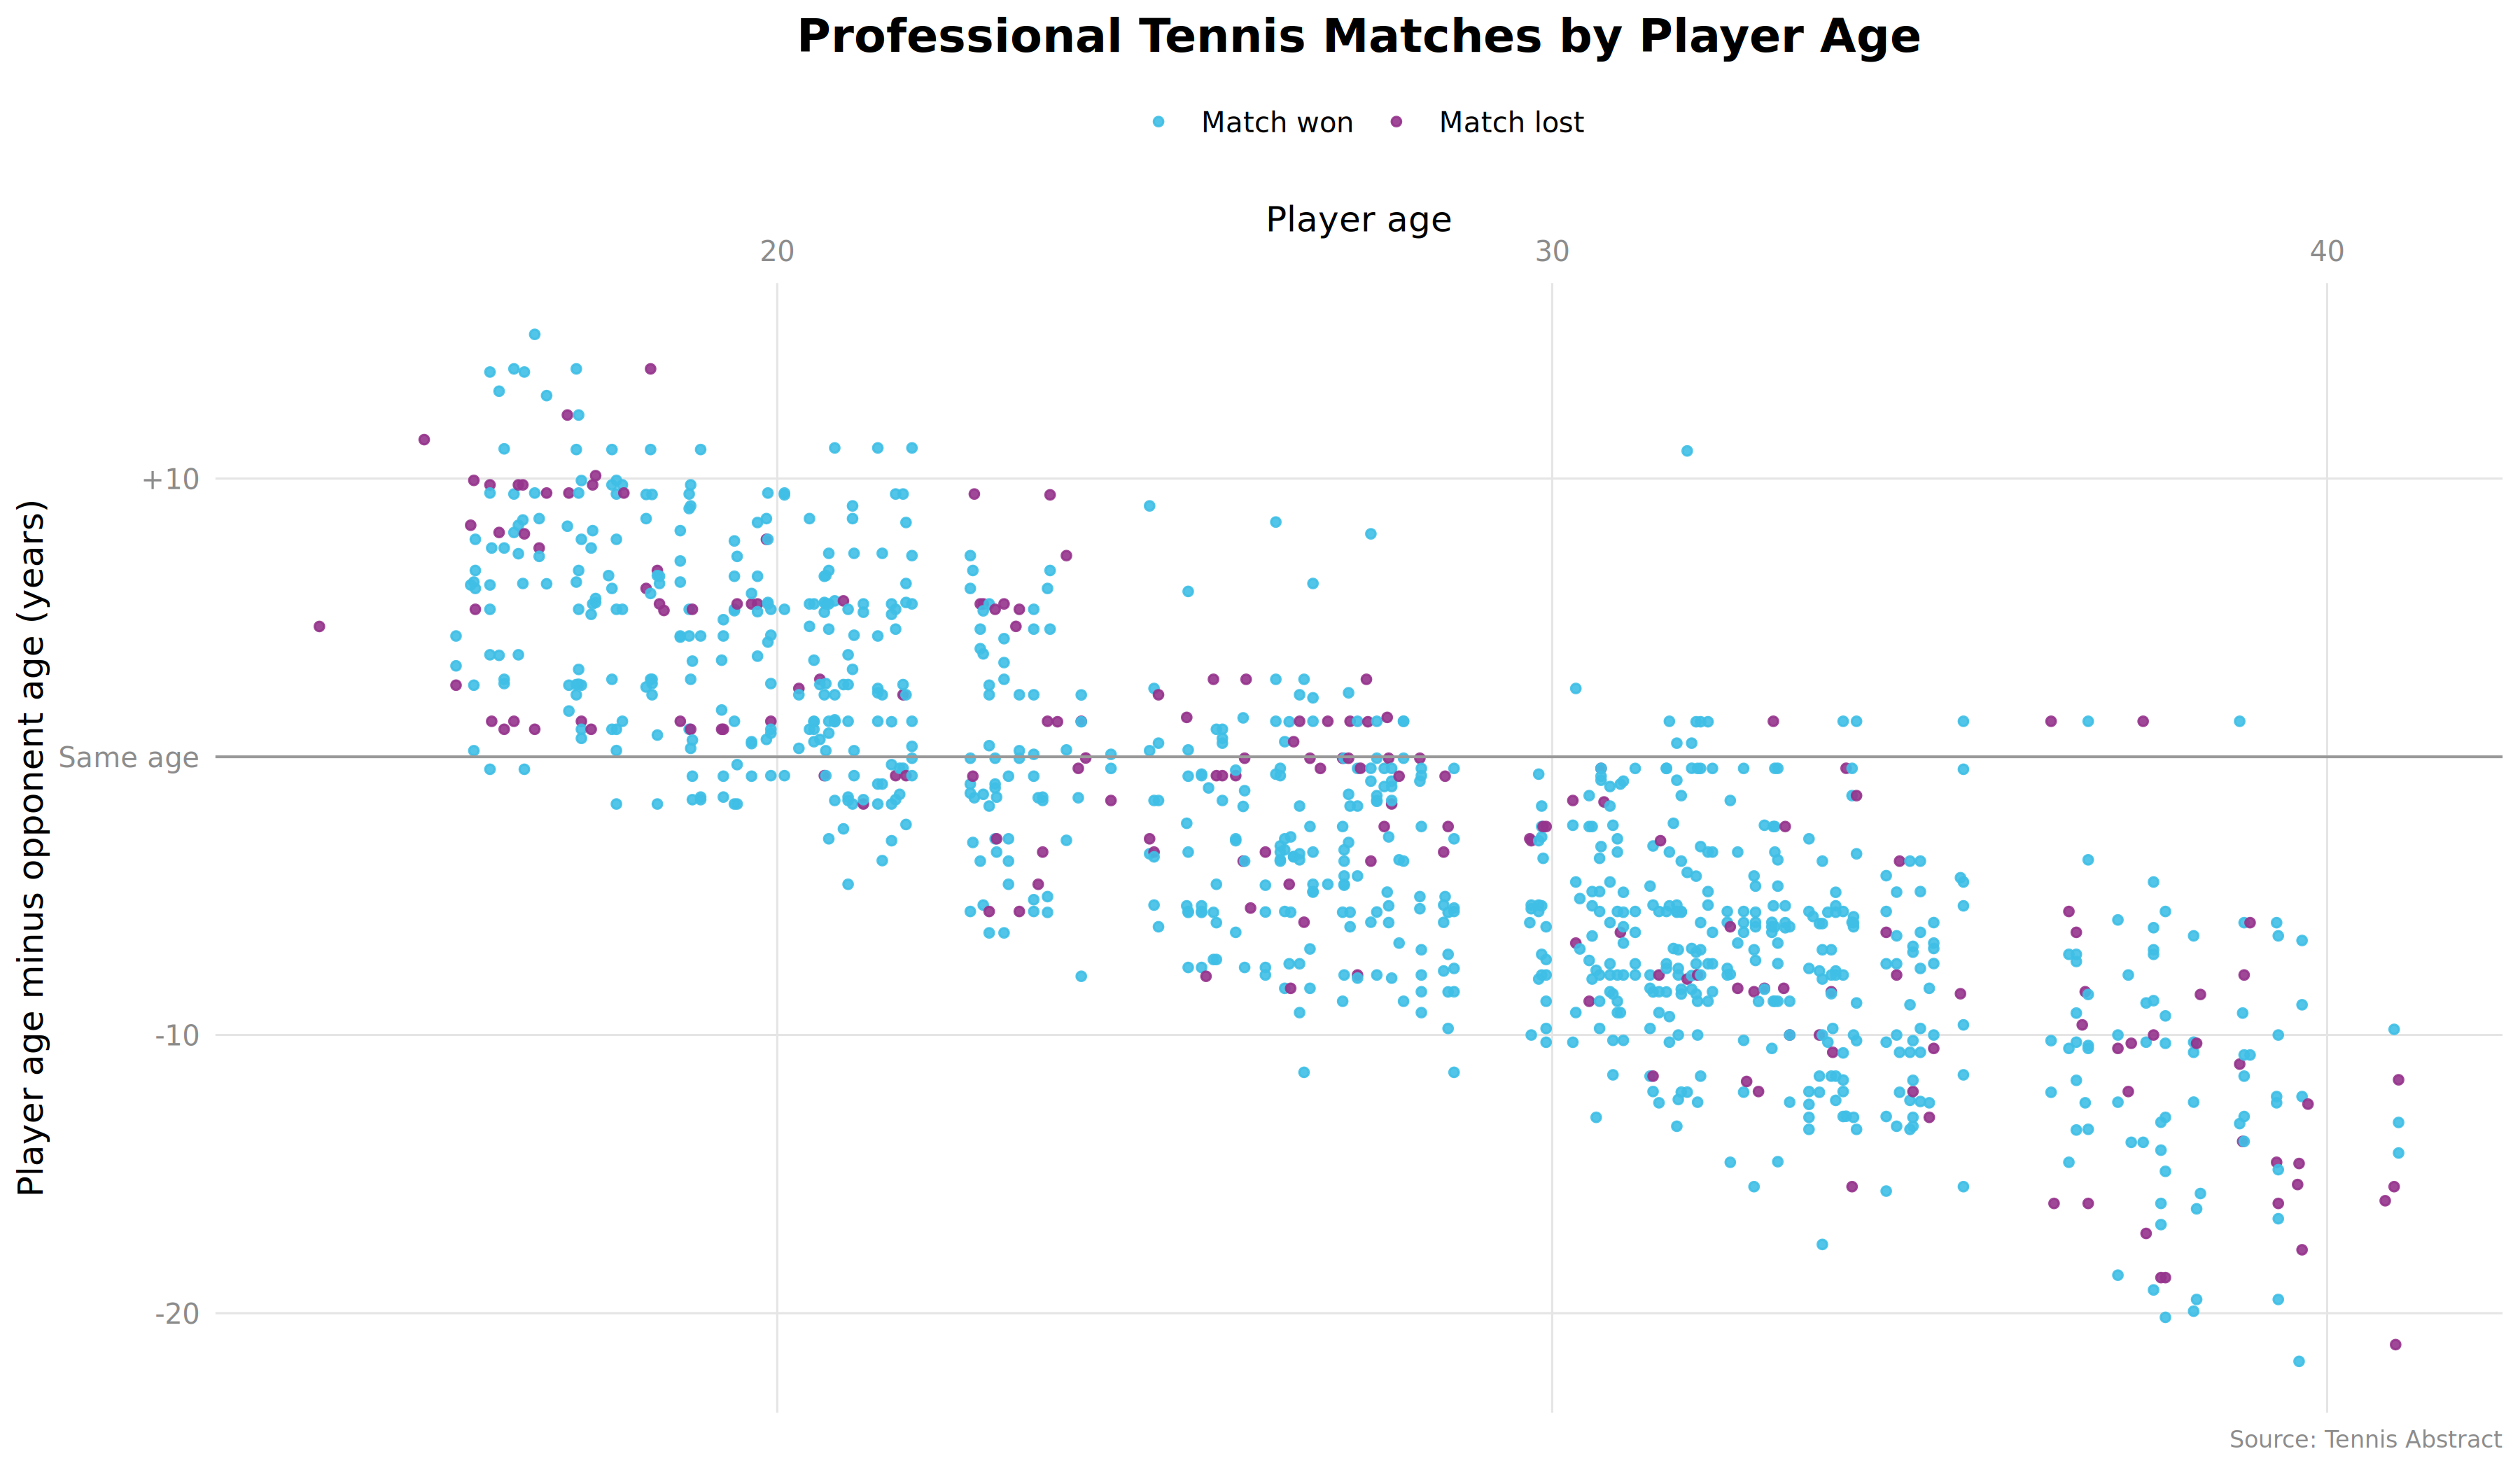 Professional Tennis Matches by Player Age
Match won
Match lost
Player age
20
30
40
Player age minus opponent age (years)
+10
Same age
-10
-20
Source: Tennis Abstract